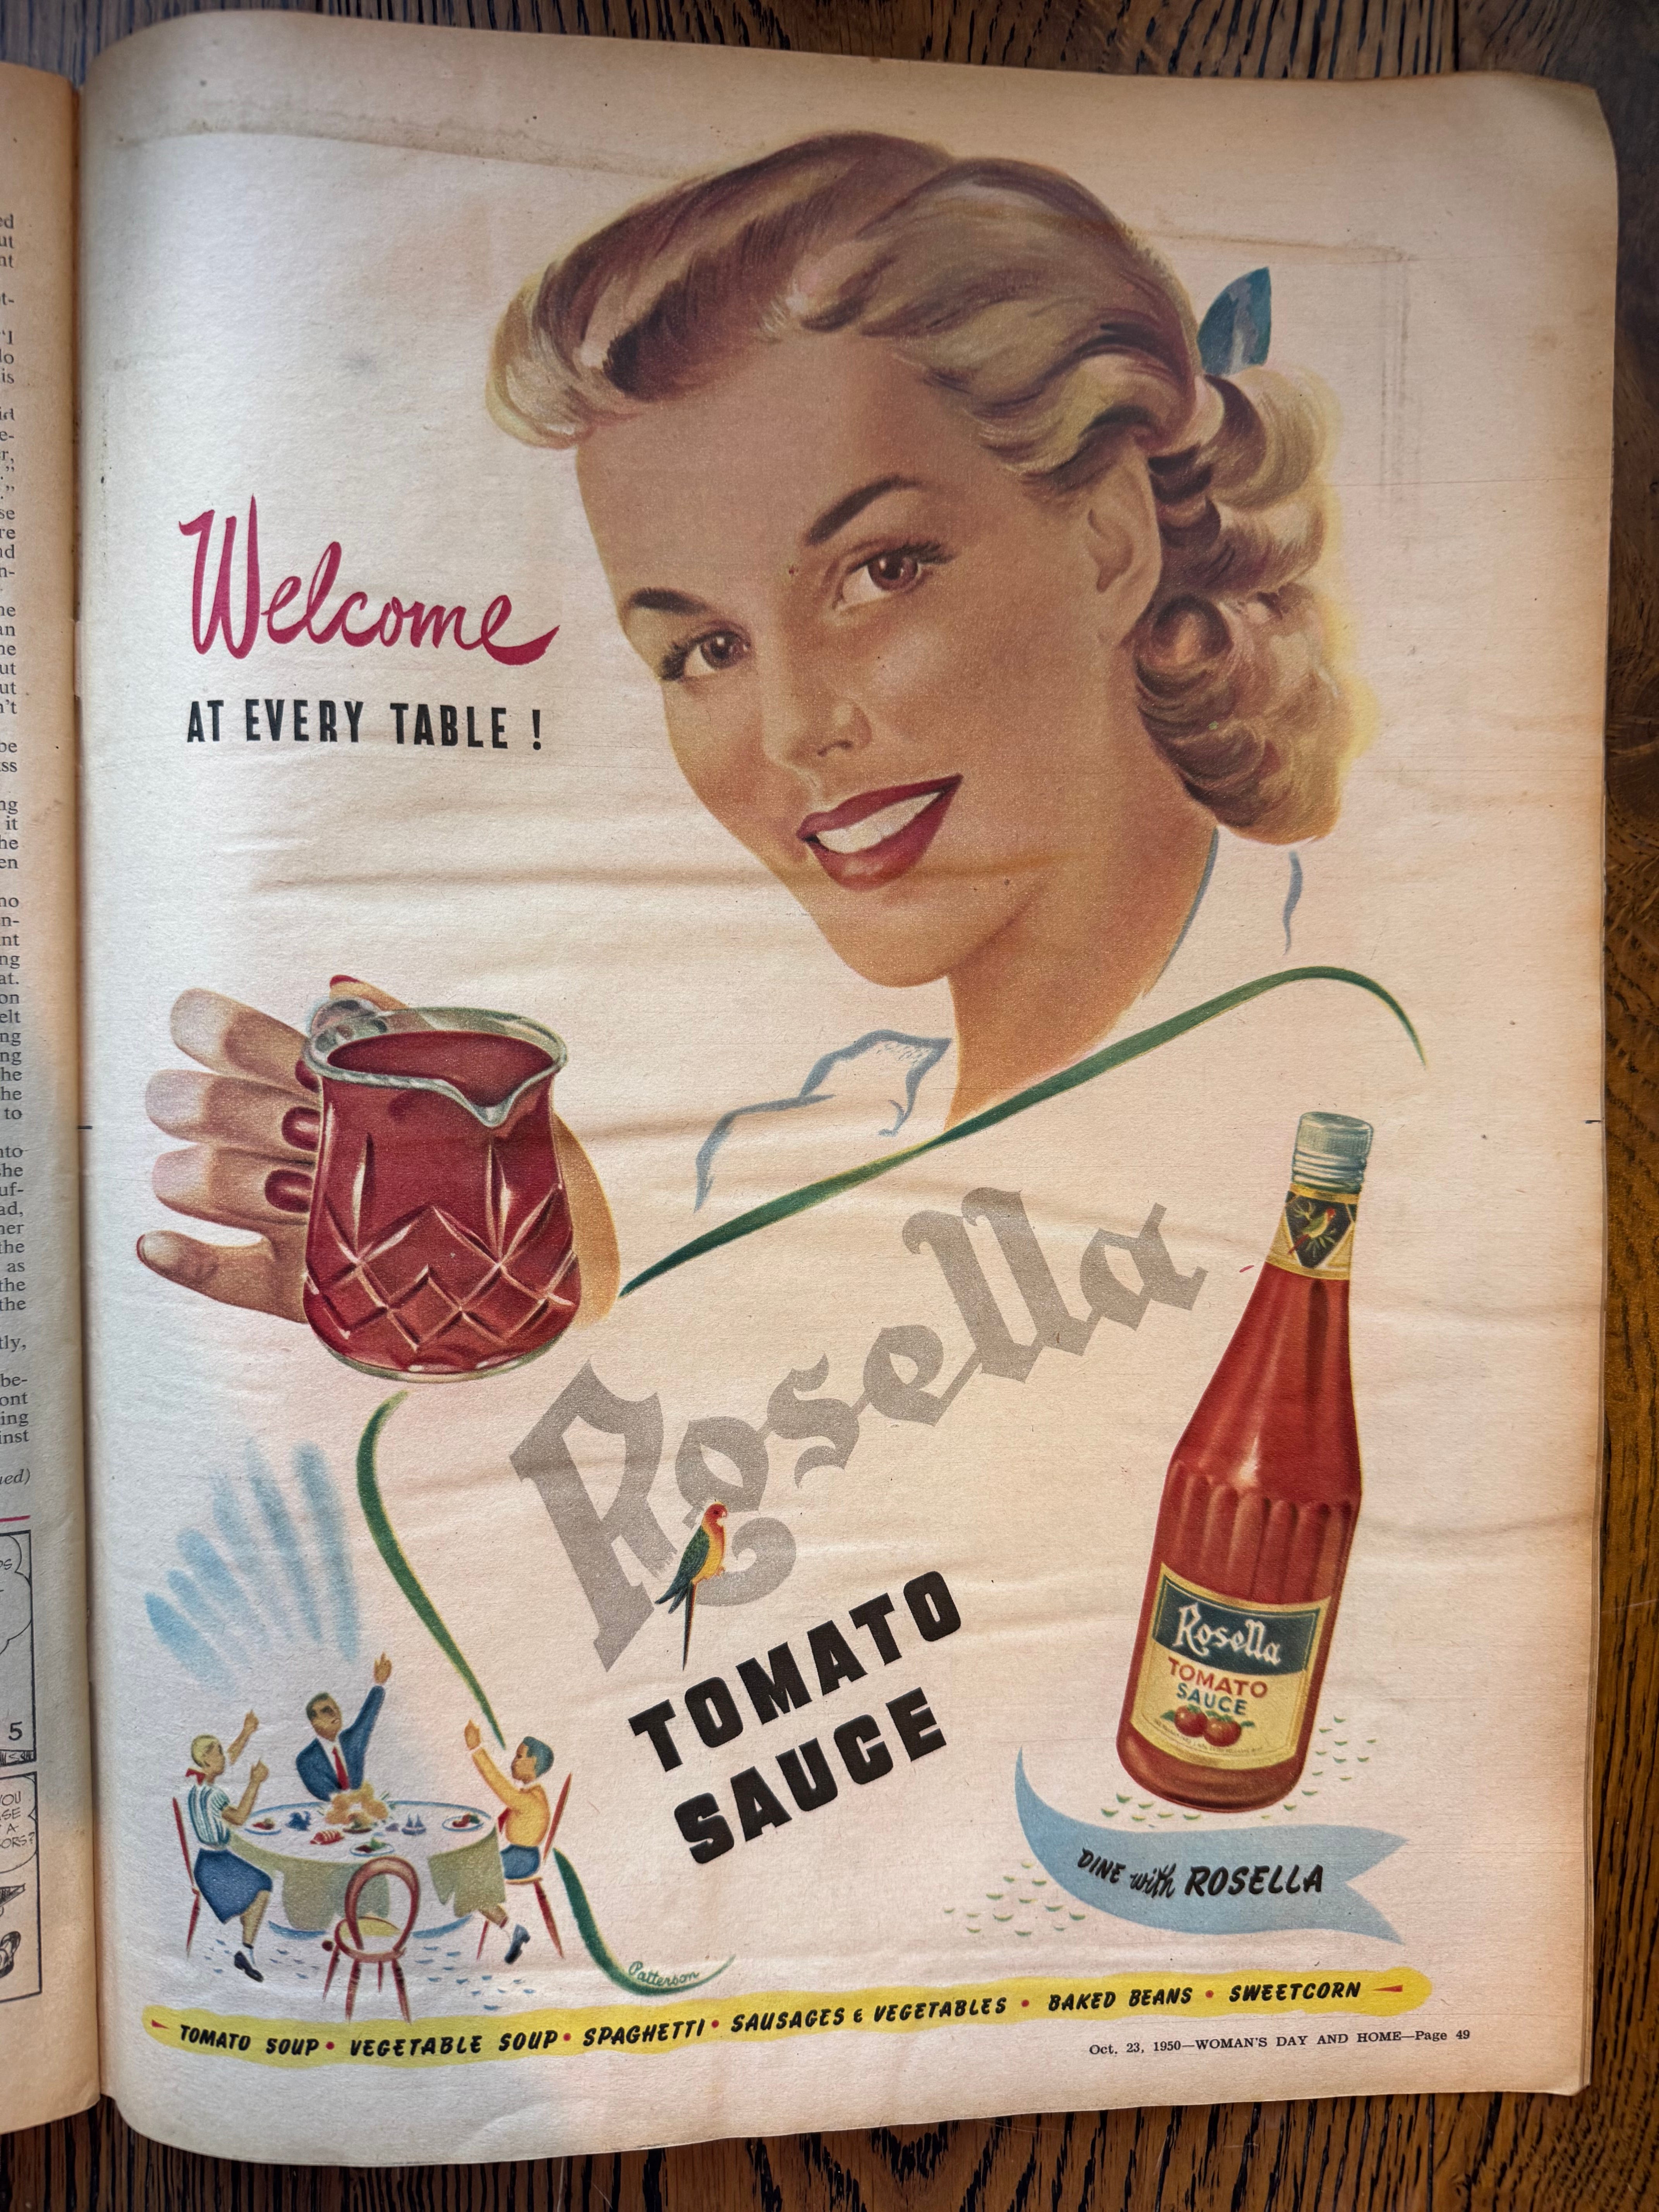 Welcome
AT EVERY TABLE !
Rosella
TOMATO
SAUCE
Rosella
TOMATO
SAUCE
DINE with ROSELLA
Patterson
TOMATO SOUP • VEGETABLE SOUP • SPAGHETTI • SAUSAGES & VEGETABLES • BAKED BEANS • SWEETCORN
Oct. 23, 1950—WOMAN'S DAY AND HOME—Page 49
5